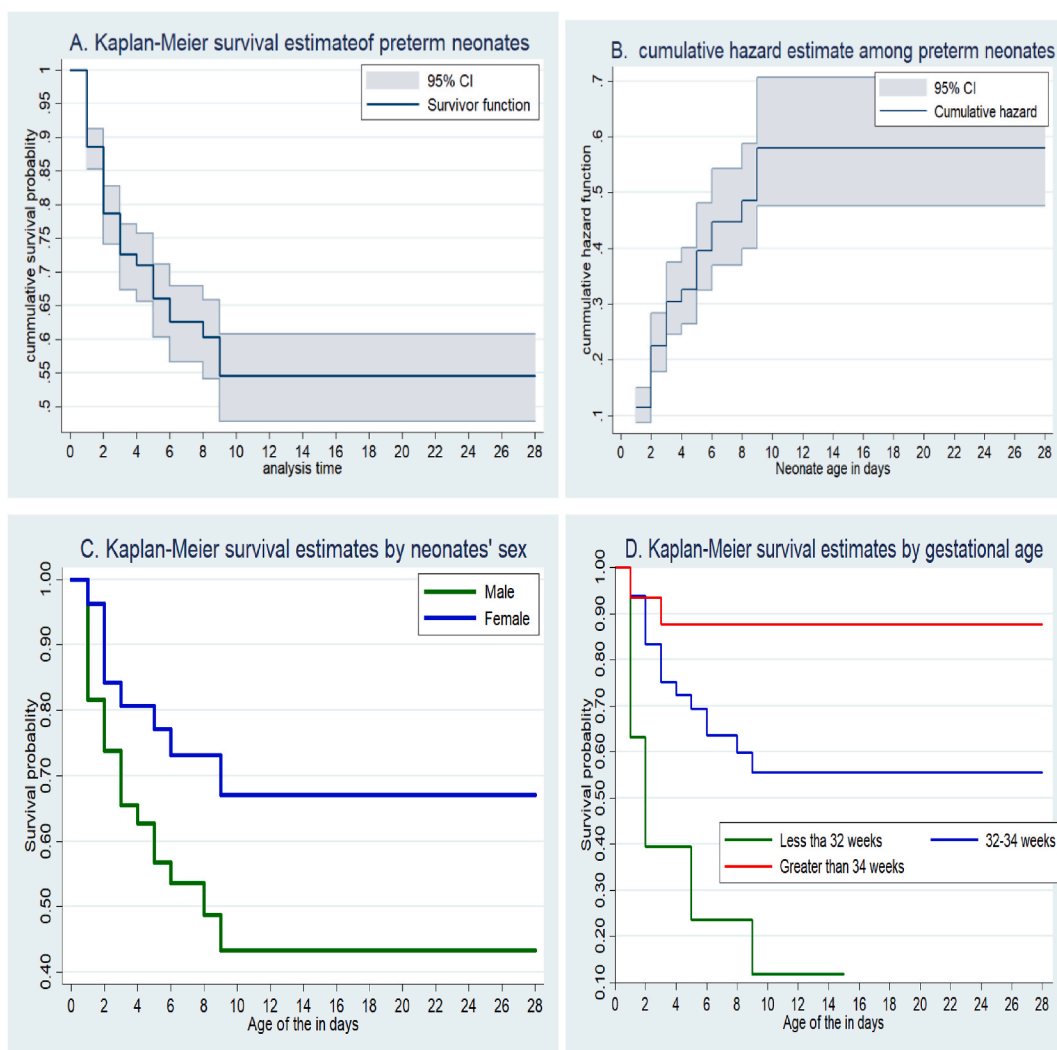 A. Kaplan-Meier survival estimateof preterm neonates
95% CI
Survivor function
cummulative survival probablity
1
.95
.9
.85
.8
.75
.7
.65
.6
.55
.5
0 2 4 6 8 10 12 14 16 18 20 22 24 26 28
analysis time
B. cumulative hazard estimate among preterm neonates
95% CI
Cumulative hazard
cummulative hazard function
.7
.6
.5
.4
.3
.2
.1
0 2 4 6 8 10 12 14 16 18 20 22 24 26 28
Neonate age in days
C. Kaplan-Meier survival estimates by neonates' sex
Male
Female
Survival probablity
1.00
0.90
0.80
0.70
0.60
0.50
0.40
0 2 4 6 8 10 12 14 16 18 20 22 24 26 28
Age of the in days
D. Kaplan-Meier survival estimates by gestational age
Survival probablity
1.00
0.90
0.80
0.70
0.60
0.50
0.40
0.30
0.20
0.10
Less tha 32 weeks 32-34 weeks
Greater than 34 weeks
0 2 4 6 8 10 12 14 16 18 20 22 24 26 28
Age of the in days